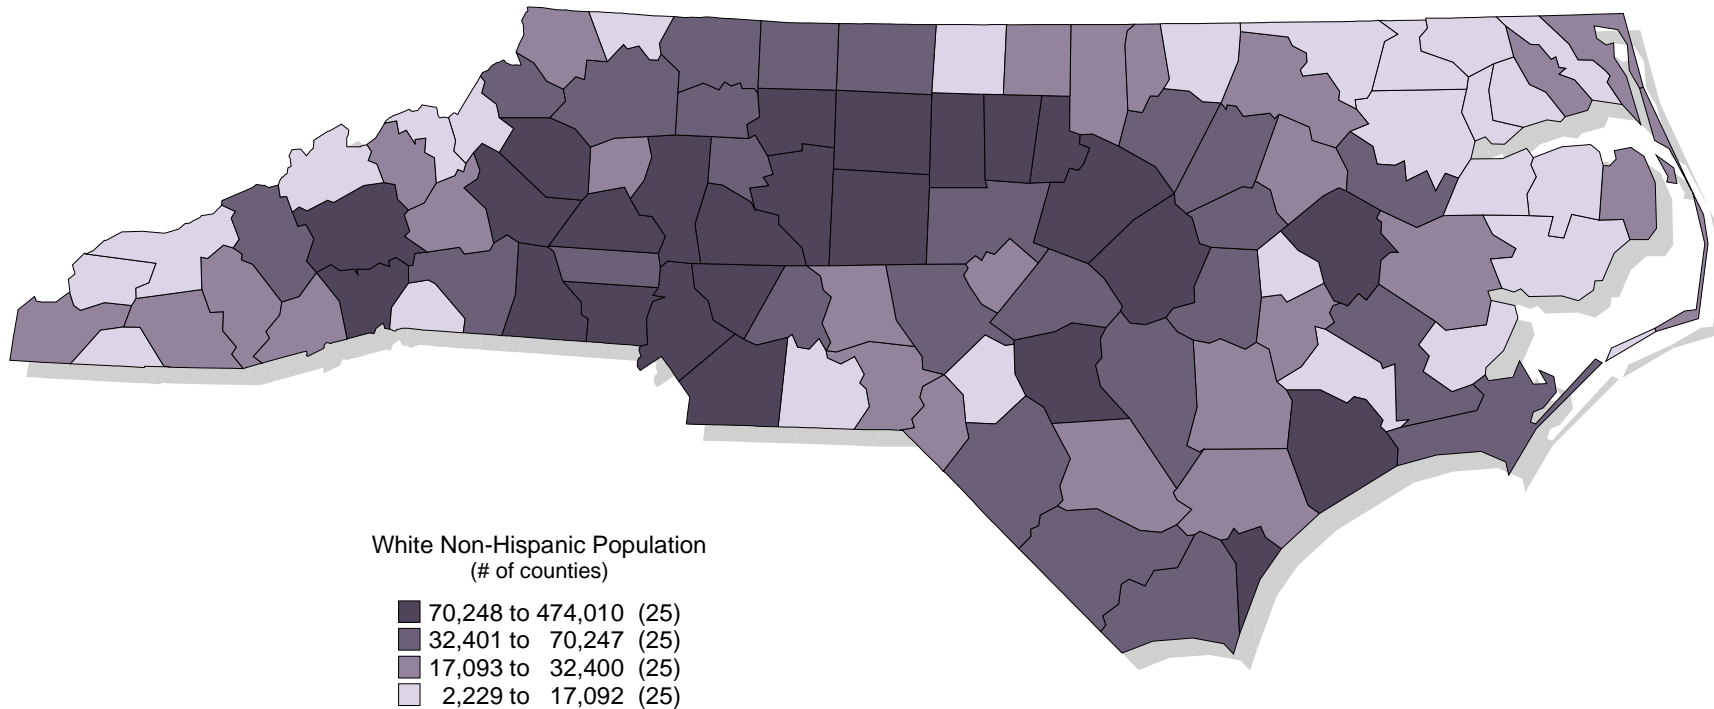 White Non-Hispanic Population
(# of counties)
70,248 to 474,010 (25)
32,401 to 70,247 (25)
17,093 to 32,400 (25)
2,229 to 17,092 (25)